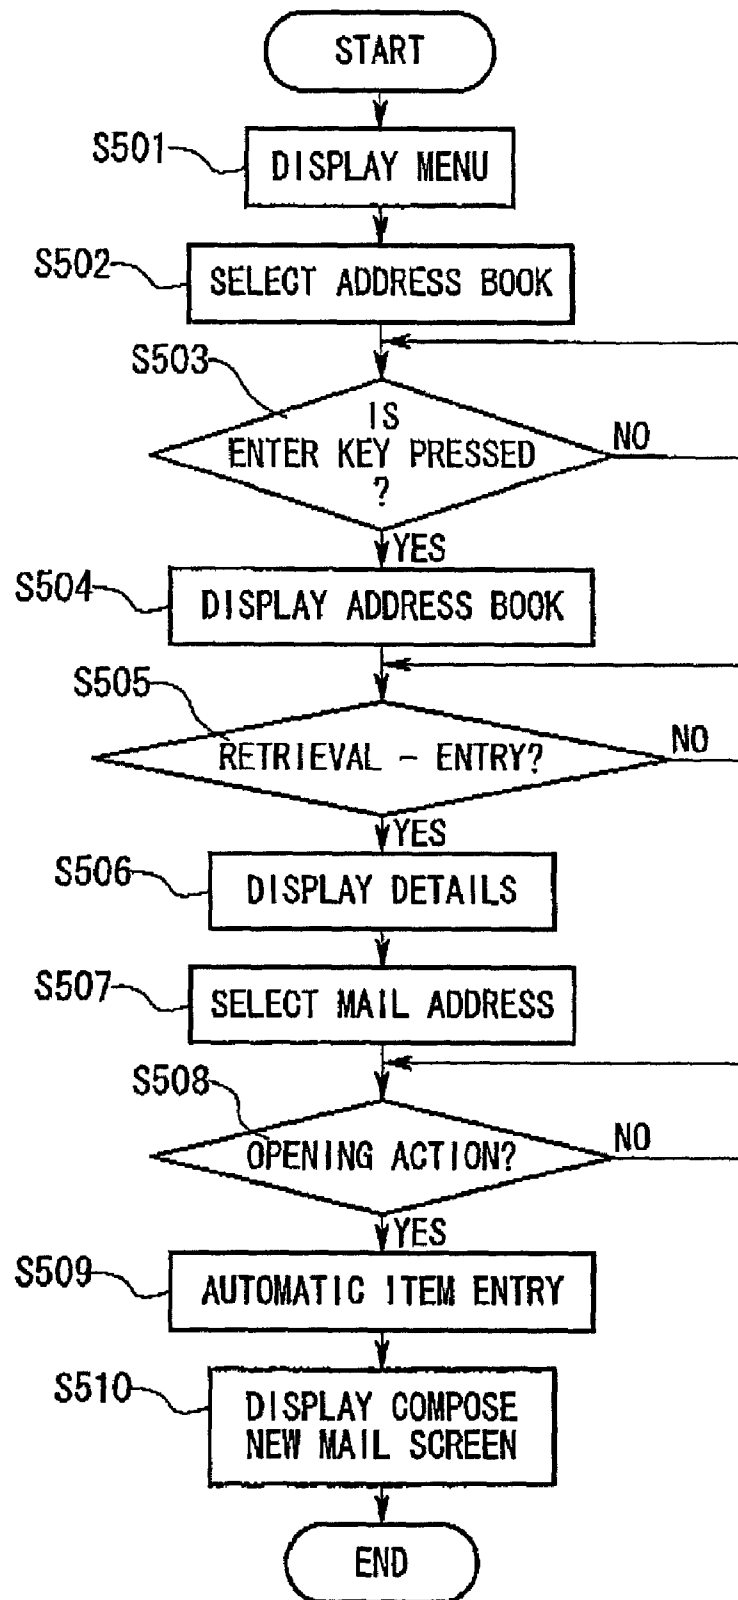 START
S501
DISPLAY MENU
S502
SELECT ADDRESS BOOK
S503
IS
ENTER KEY PRESSED
?
NO
YES
S504
DISPLAY ADDRESS BOOK
S505
RETRIEVAL - ENTRY?
NO
YES
S506
DISPLAY DETAILS
S507
SELECT MAIL ADDRESS
S508
OPENING ACTION?
NO
YES
S509
AUTOMATIC ITEM ENTRY
S510
DISPLAY COMPOSE
NEW MAIL SCREEN
END